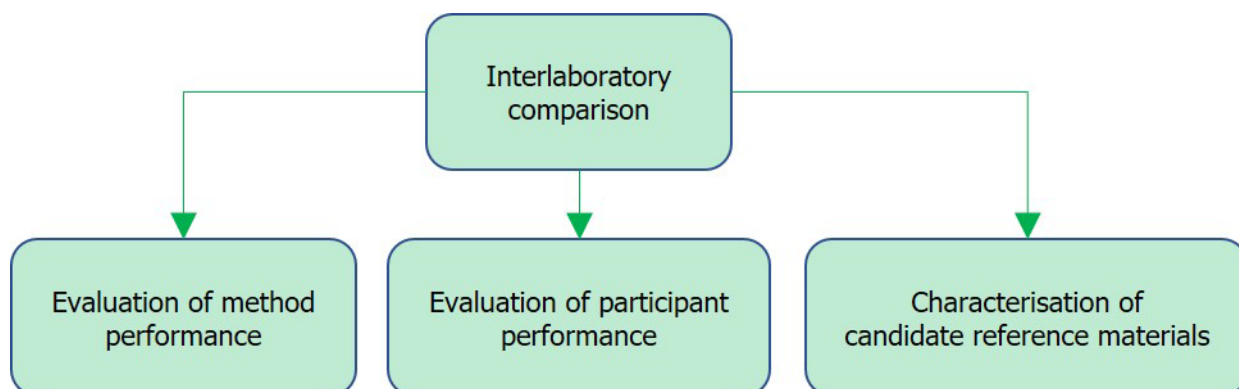 Interlaboratory
comparison
Evaluation of method
performance
Evaluation of participant
performance
Characterisation of
candidate reference materials